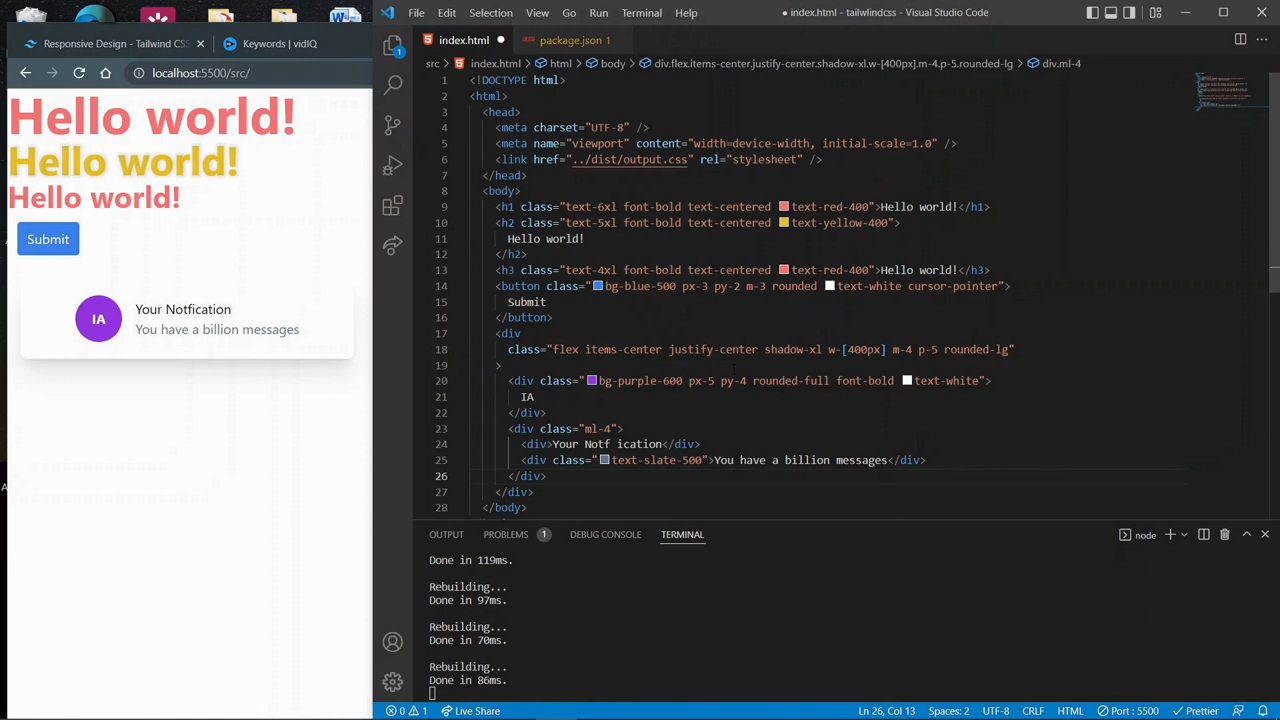 File Edit Selection View Go Run Terminal Help
● index.html - tailwlindcss - Visual Studio Code
Responsive Design - Tailwind CSS
Keywords | vidIQ
localhost:5500/src/
Hello world!
Hello world!
Hello world!
Submit
IA
Your Notfication
You have a billion messages
index.html
package.json 1
src > index.html > html > body > div.flex.items-center.justify-center.shadow-xl.w-[400px].m-4.p-5.rounded-lg > div.ml-4
1 <!DOCTYPE html>
2 <html>
3 <head>
4 <meta charset="UTF-8" />
5 <meta name="viewport" content="width=device-width, initial-scale=1.0" />
6 <link href="../dist/output.css" rel="stylesheet" />
7 </head>
8 <body>
9 <h1 class="text-6xl font-bold text-centered text-red-400">Hello world!</h1>
10 <h2 class="text-5xl font-bold text-centered text-yellow-400">
11 Hello world!
12 </h2>
13 <h3 class="text-4xl font-bold text-centered text-red-400">Hello world!</h3>
14 <button class="bg-blue-500 px-3 py-2 m-3 rounded text-white cursor-pointer">
15 Submit
16 </button>
17 <div
18 class="flex items-center justify-center shadow-xl w-[400px] m-4 p-5 rounded-lg"
19 >
20 <div class="bg-purple-600 px-5 py-4 rounded-full font-bold text-white">
21 IA
22 </div>
23 <div class="ml-4">
24 <div>Your Notf ication</div>
25 <div class="text-slate-500">You have a billion messages</div>
26 </div>
27 </div>
28 </body>
OUTPUT PROBLEMS 1 DEBUG CONSOLE TERMINAL
node
Done in 119ms.
Rebuilding...
Done in 97ms.
Rebuilding...
Done in 70ms.
Rebuilding...
Done in 86ms.
0 1 Live Share
Ln 26, Col 13 Spaces: 2 UTF-8 CRLF HTML Port : 5500 Prettier